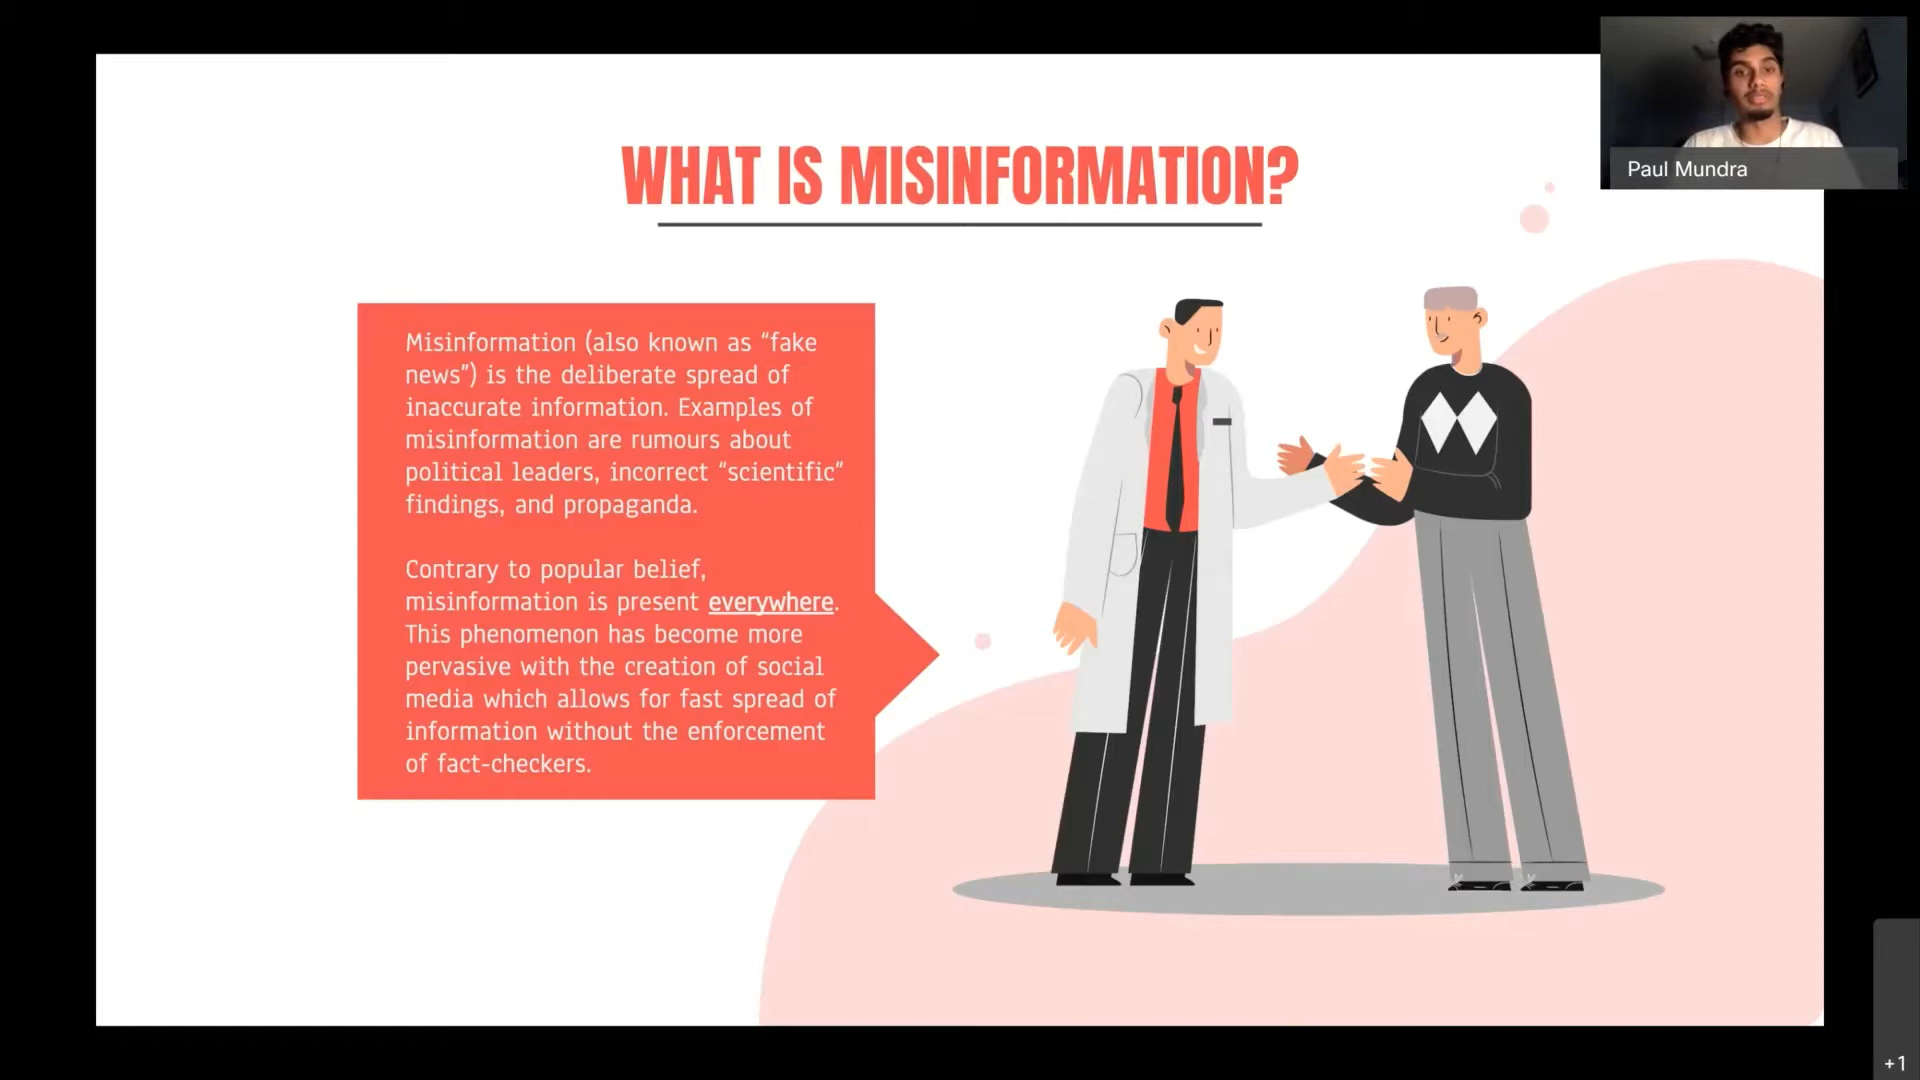 WHAT IS MISINFORMATION?
Paul Mundra
Misinformation (also known as “fake
news”) is the deliberate spread of
inaccurate information. Examples of
misinformation are rumours about
political leaders, incorrect “scientific”
findings, and propaganda.
Contrary to popular belief,
misinformation is present everywhere.
This phenomenon has become more
pervasive with the creation of social
media which allows for fast spread of
information without the enforcement
of fact-checkers.
+1